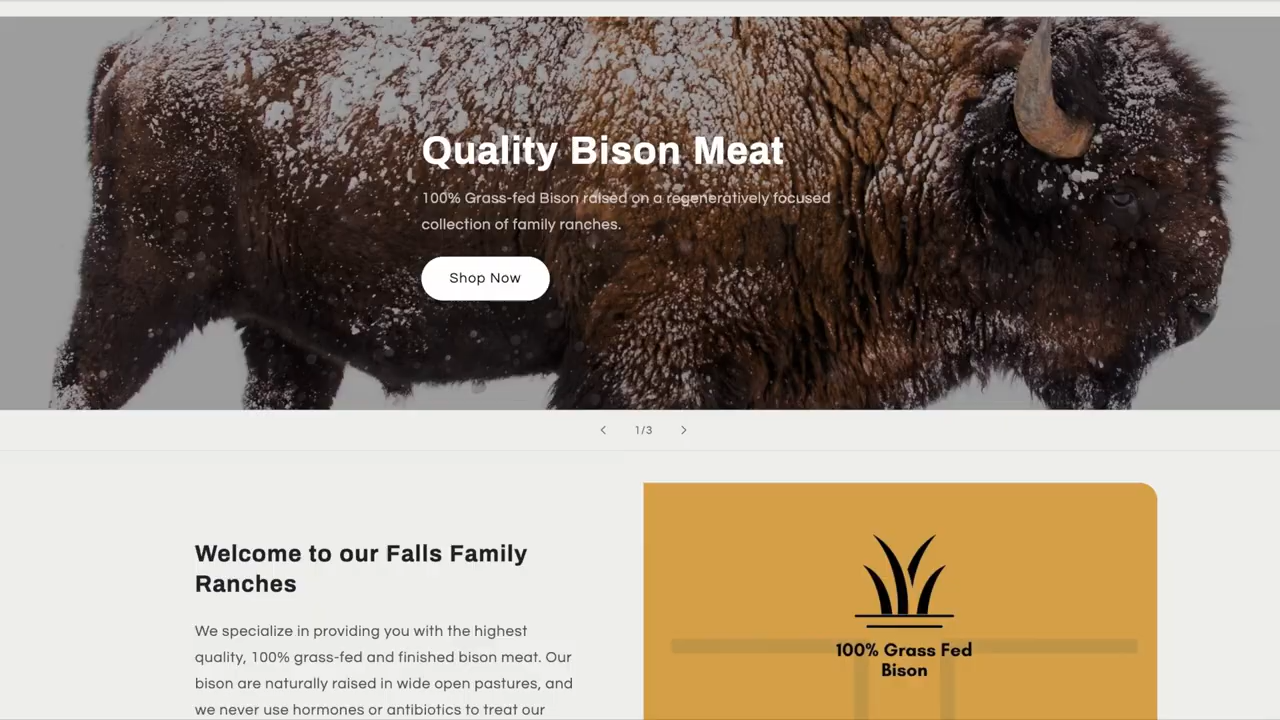 Quality Bison Meat
100% Grass-fed Bison raised on a regeneratively focused
collection of family ranches.
Shop Now
1/3
Welcome to our Falls Family
Ranches
We specialize in providing you with the highest
quality, 100% grass-fed and finished bison meat. Our
bison are naturally raised in wide open pastures, and
we never use hormones or antibiotics to treat our
100% Grass Fed
Bison